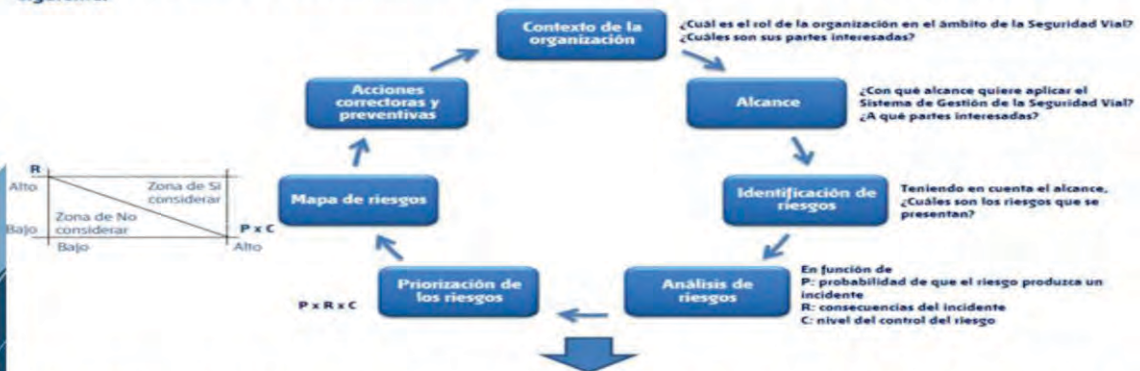 Contexto de la
organización
¿Cuál es el rol de la organización en el ámbito de la Seguridad Vial?
¿Cuáles son sus partes interesadas?
Acciones
correctoras y
preventivas
Alcance
¿Con qué alcance quiere aplicar el
Sistema de Gestión de la Seguridad Vial?
¿A qué partes interesadas?
R
Alto
Zona de Si
considerar
Zona de No
considerar
Bajo
P x C
Bajo
Alto
Mapa de riesgos
Identificación de
riesgos
Teniendo en cuenta el alcance,
¿Cuáles son los riesgos que se
presentan?
P x R x C
Priorización de
los riesgos
Análisis de
riesgos
En función de
P: probabilidad de que el riesgo produzca un
incidente
R: consecuencias del incidente
C: nivel del control del riesgo